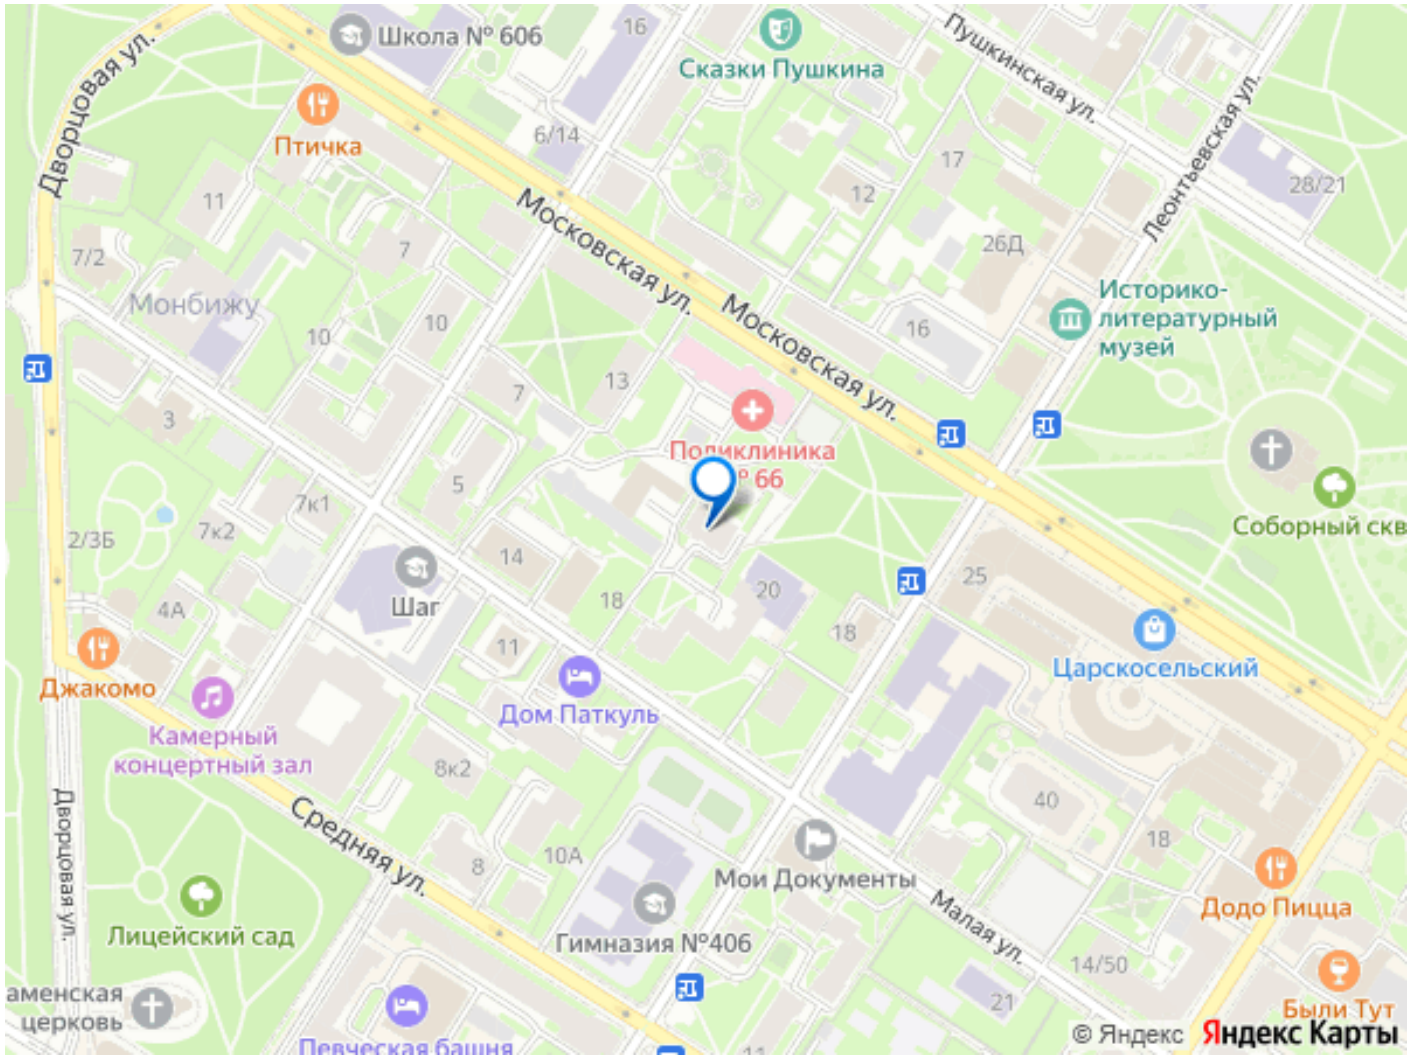 Школа № 606
16
Сказки Пушкина
Пушкинская ул.
Дворцовая ул.
Птичка
6/14
17
12
Леонтьевская ул.
28/21
11
7
7/2
Московская ул.
26Д
Монбижу
10
10
Московская ул.
16
Историко-
литературный
музей
3
7
13
Поликлиника
№ 66
5
7к1
7к2
2/3Б
Соборный скв
14
Шаг
4А
18
20
25
18
11
Царскосельский
Джакомо
Дом Паткуль
Камерный
концертный зал
8к2
40
Дворцовая ул.
Средняя ул.
8
10А
18
Мои Документы
Малая ул.
Додо Пицца
Лицейский сад
Гимназия №406
14/50
21
аменская
церковь
Были Тут
Певческая башня
© Яндекс Яндекс Карты